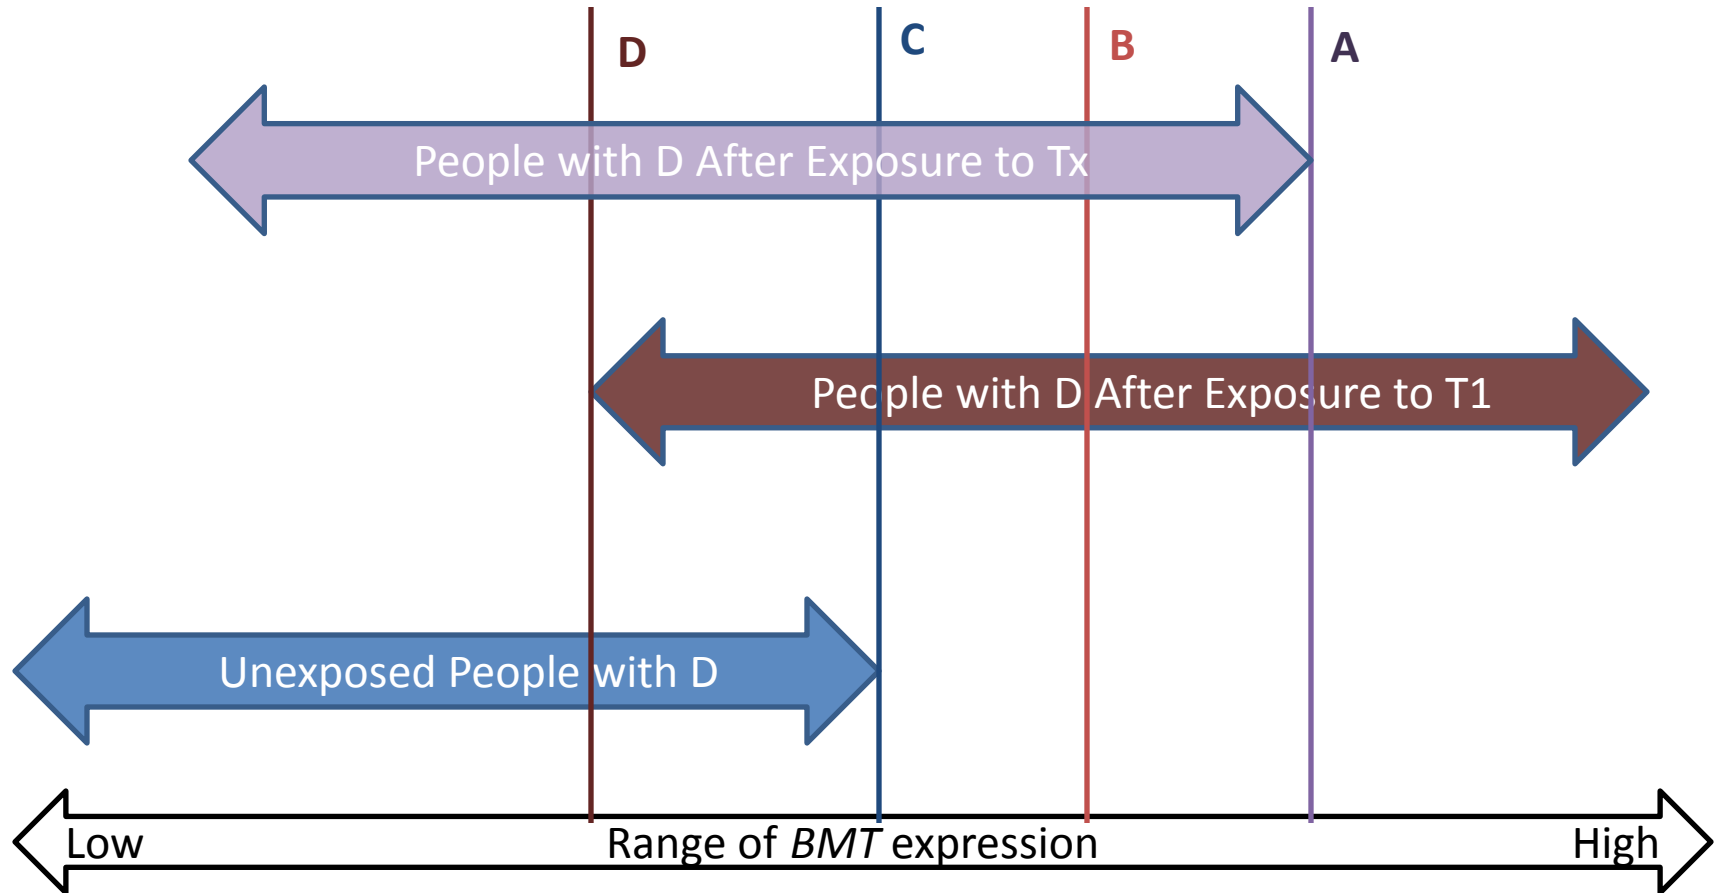 D
C
B
A
People with D After Exposure to Tx
People with D After Exposure to T1
Unexposed People with D
Low
Range of BMT expression
High